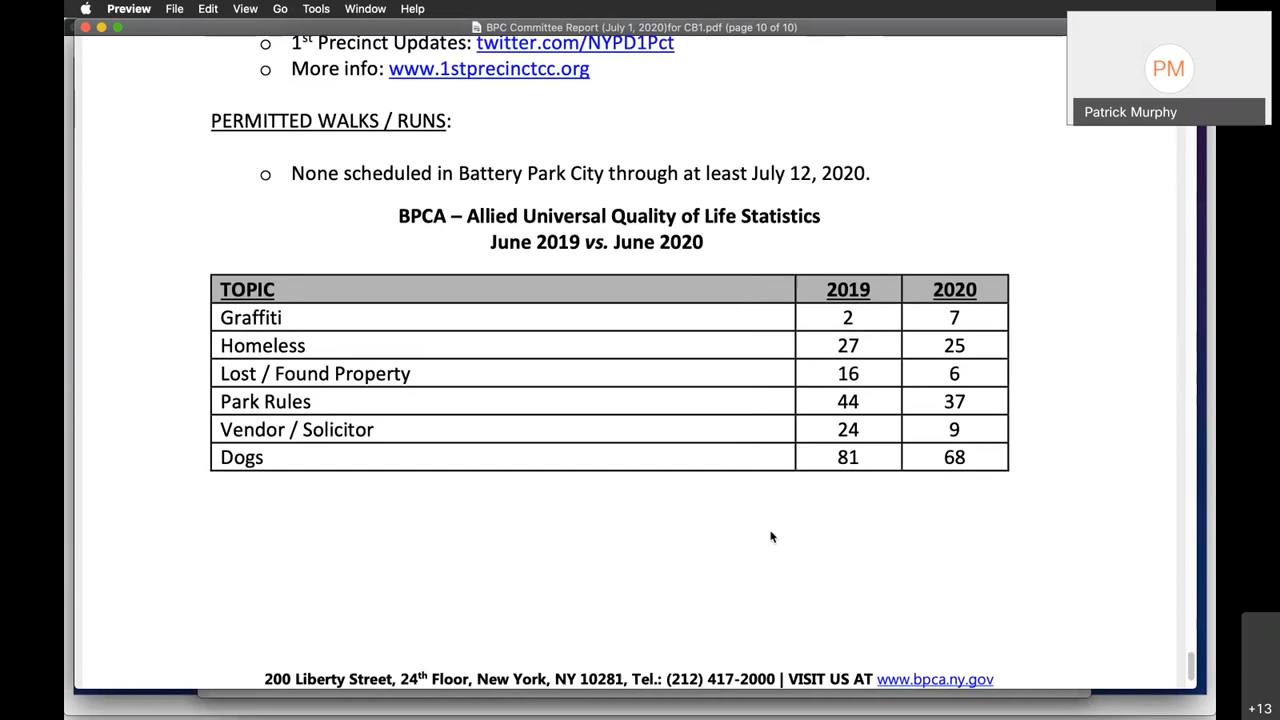 Preview File Edit View Go Tools Window Help
BPC Committee Report (July 1, 2020)for CB1.pdf (page 10 of 10)
o 1st Precinct Updates: twitter.com/NYPD1Pct
o More info: www.1stprecinctcc.org
PM
Patrick Murphy
PERMITTED WALKS / RUNS:
o None scheduled in Battery Park City through at least July 12, 2020.
BPCA – Allied Universal Quality of Life Statistics
June 2019 vs. June 2020
TOPIC 2019 2020
Graffiti 2 7
Homeless 27 25
Lost / Found Property 16 6
Park Rules 44 37
Vendor / Solicitor 24 9
Dogs 81 68
200 Liberty Street, 24th Floor, New York, NY 10281, Tel.: (212) 417-2000 | VISIT US AT www.bpca.ny.gov
+13